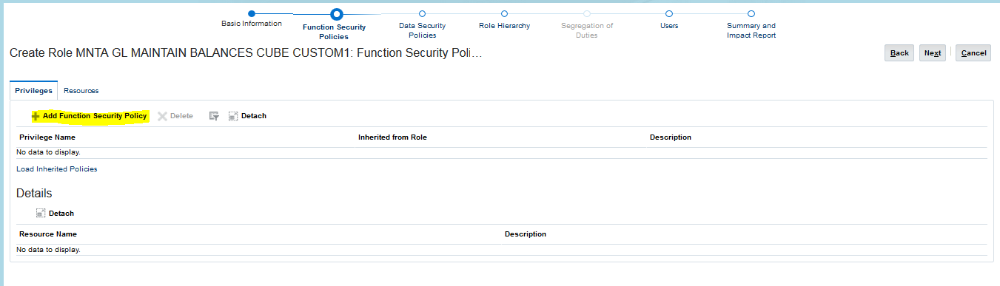 Basic Information
Function Security
Policies
Data Security
Policies
Role Hierarchy
Segregation of
Duties
Users
Summary and
Impact Report
Create Role MNTA GL MAINTAIN BALANCES CUBE CUSTOM1: Function Security Poli...
Back Next Cancel
Privileges Resources
Add Function Security Policy Delete Detach
Privilege Name Inherited from Role Description
No data to display.
Load Inherited Policies
Details
Detach
Resource Name Description
No data to display.